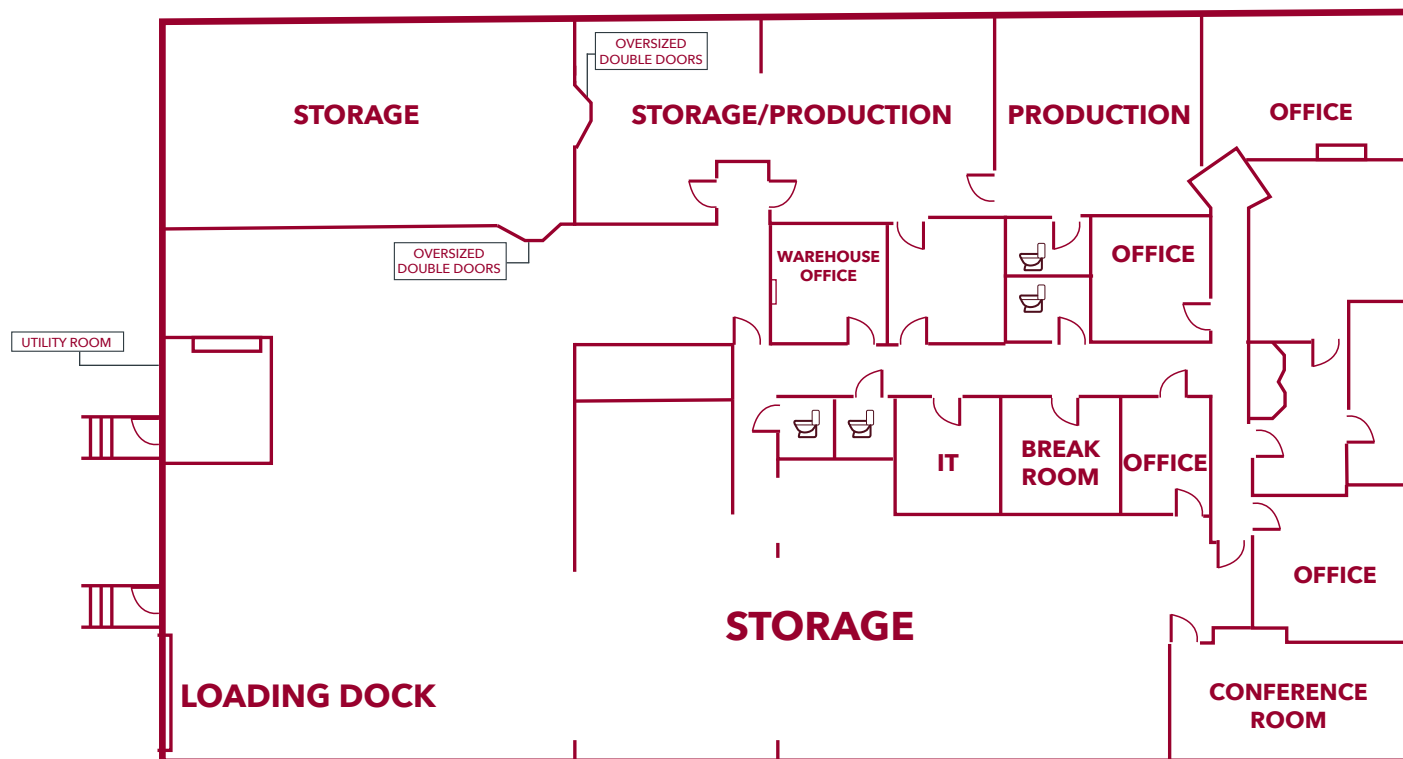 OVERSIZED
DOUBLE DOORS
STORAGE
STORAGE/PRODUCTION
PRODUCTION
OFFICE
OVERSIZED
DOUBLE DOORS
WAREHOUSE
OFFICE
OFFICE
UTILITY ROOM
IT
BREAK
ROOM
OFFICE
OFFICE
STORAGE
LOADING DOCK
CONFERENCE
ROOM